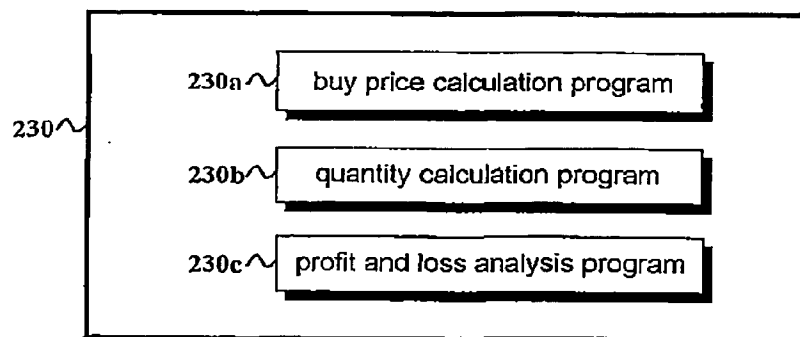 230a buy price calculation program
230
230b quantity calculation program
230c profit and loss analysis program